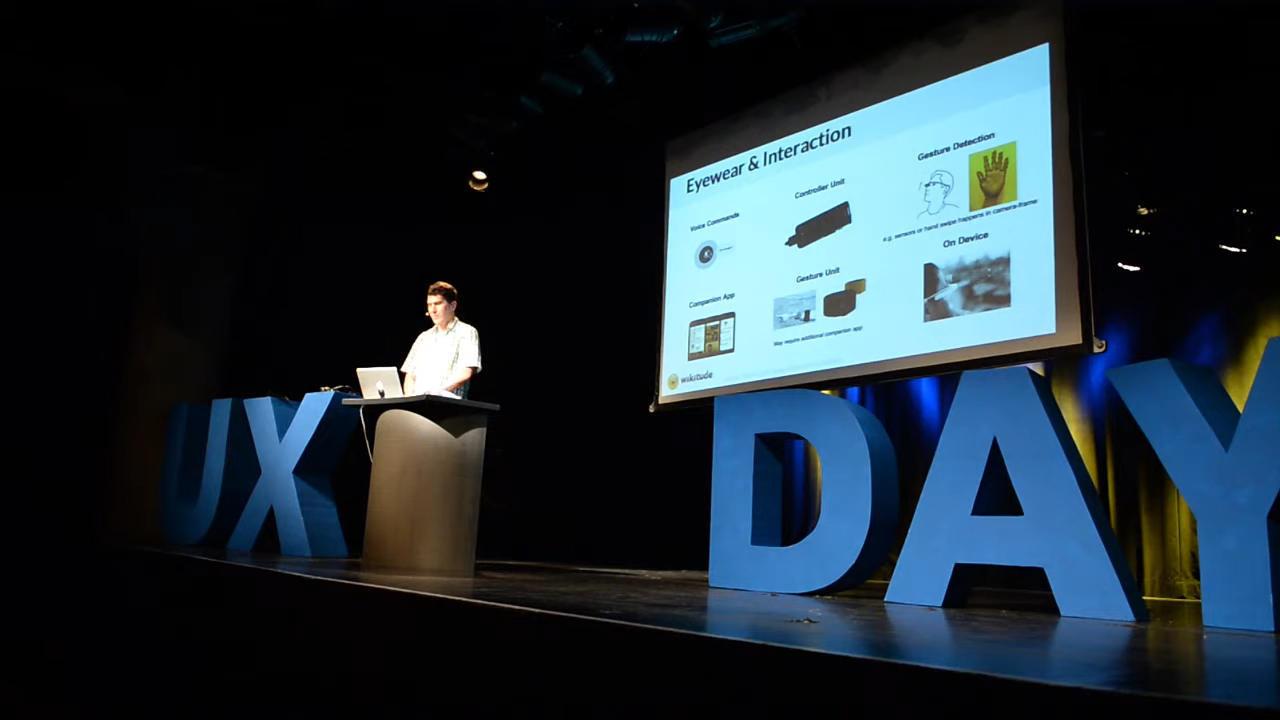 UX
DAY
Eyewear & Interaction
Voice Commands
Controller Unit
Gesture Detection
e.g. sensors or hand swipe happens in camera-frame
Companion App
Gesture Unit
May require additional companion app
On Device
wikitude